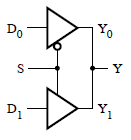 D₀ Y₀
S Y
D₁ Y₁